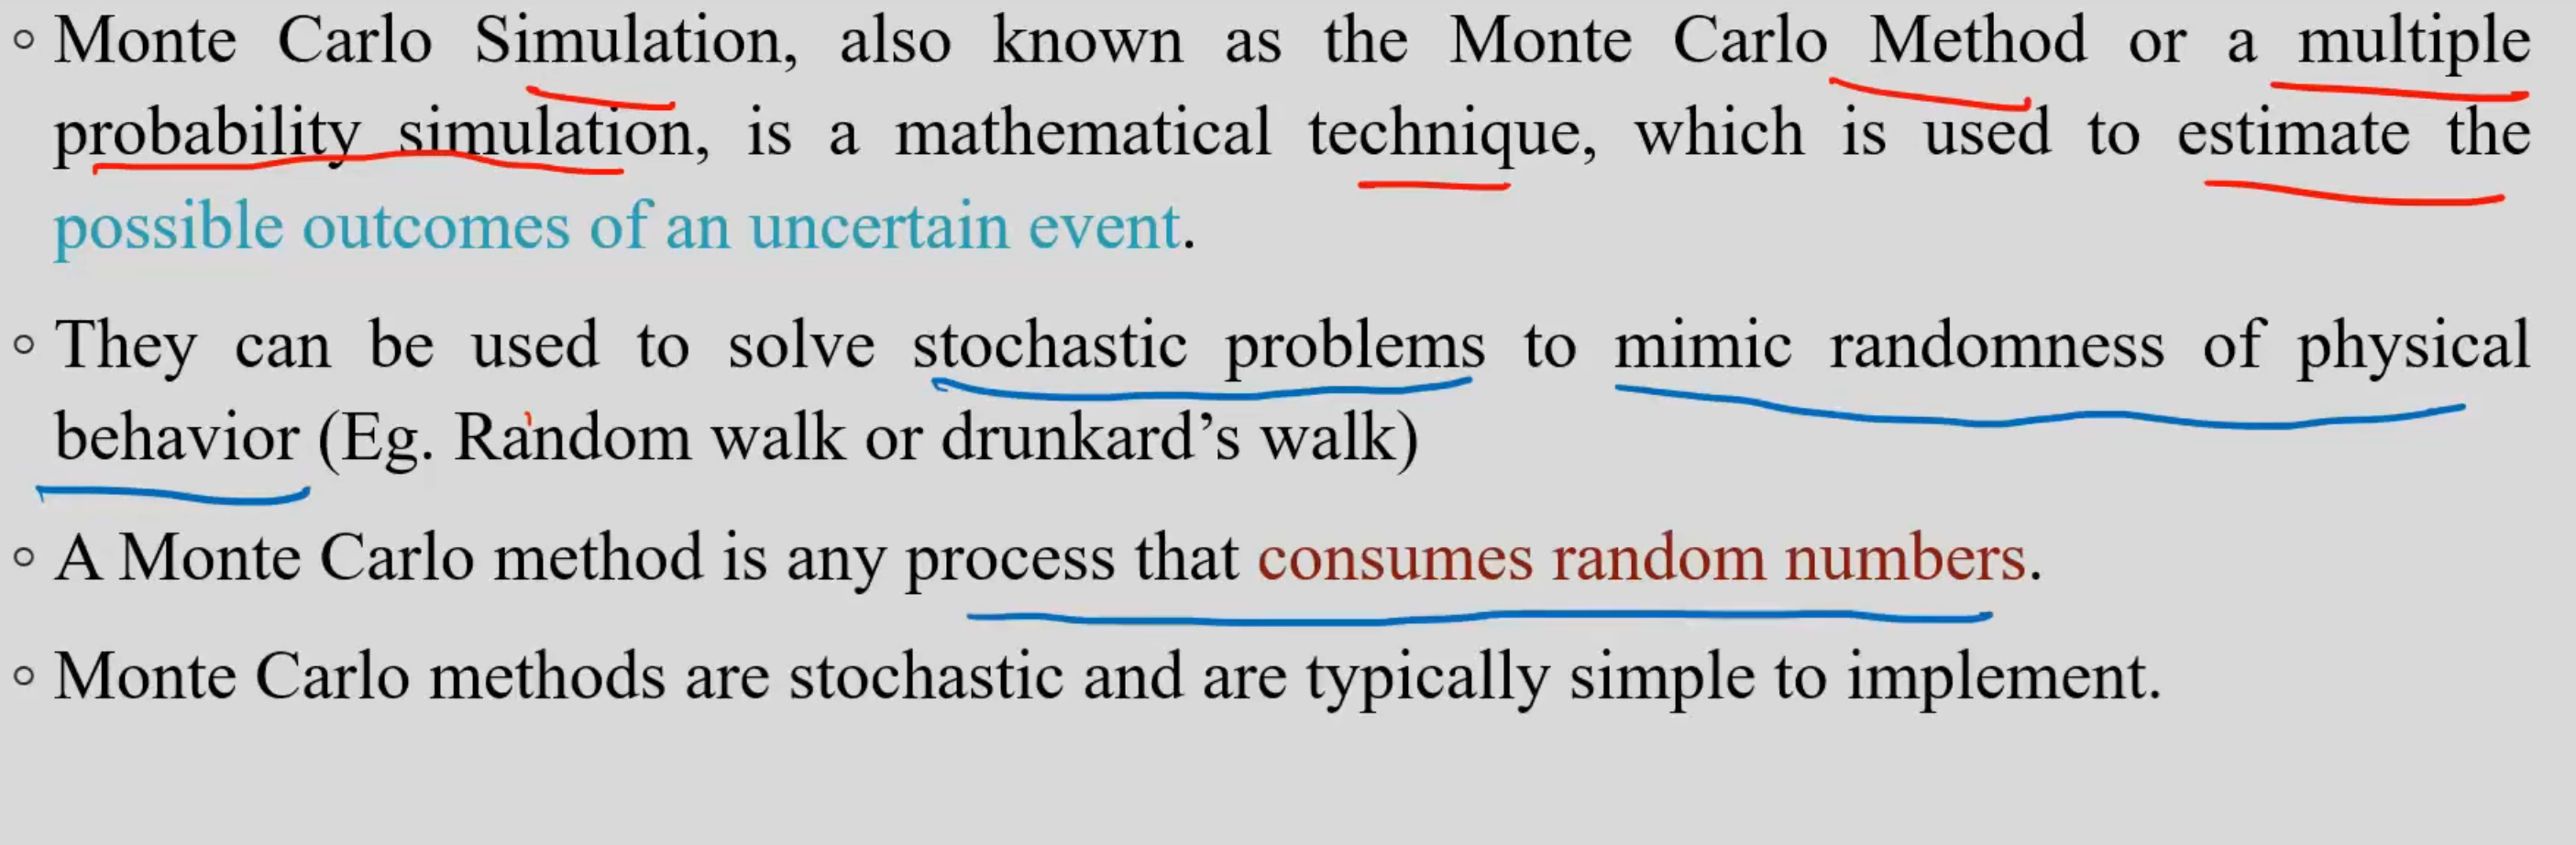 ◦ Monte Carlo Simulation, also known as the Monte Carlo Method or a multiple
probability simulation, is a mathematical technique, which is used to estimate the
possible outcomes of an uncertain event.
◦ They can be used to solve stochastic problems to mimic randomness of physical
behavior (Eg. Random walk or drunkard’s walk)
◦ A Monte Carlo method is any process that consumes random numbers.
◦ Monte Carlo methods are stochastic and are typically simple to implement.